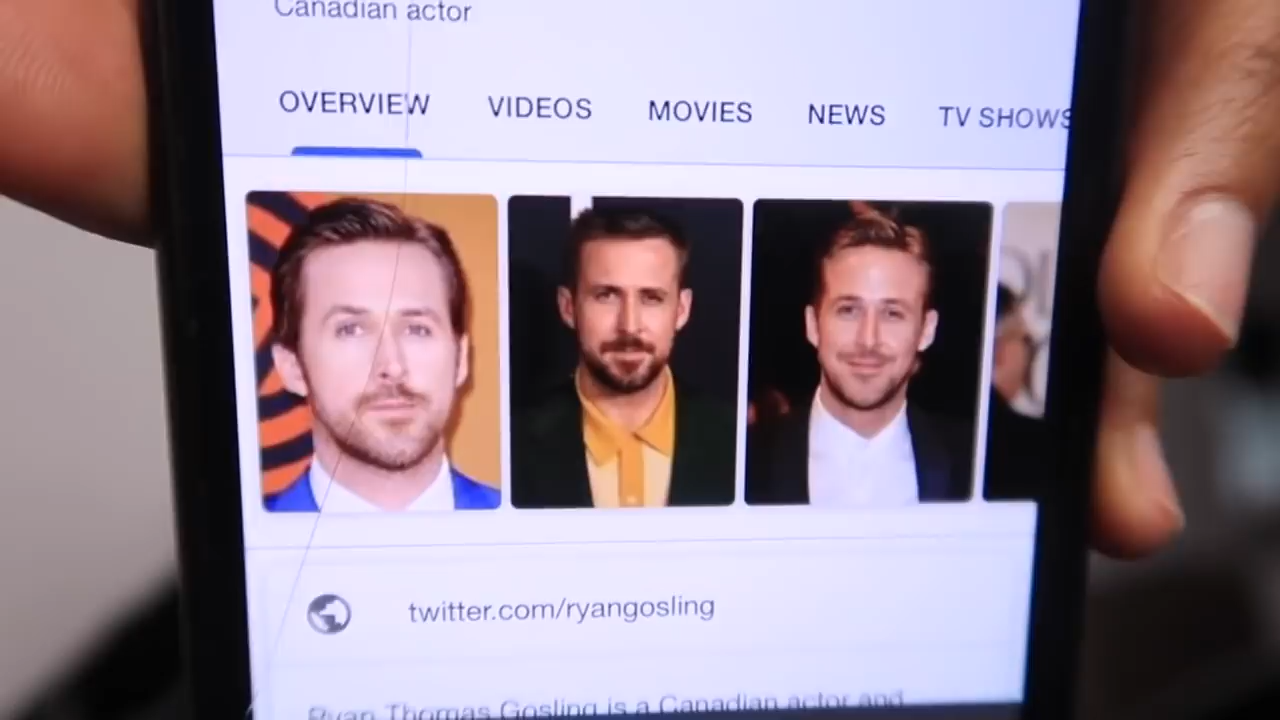 Canadian actor
OVERVIEW VIDEOS MOVIES NEWS TV SHOWS
twitter.com/ryangosling
Ryan Thomas Gosling is a Canadian actor and